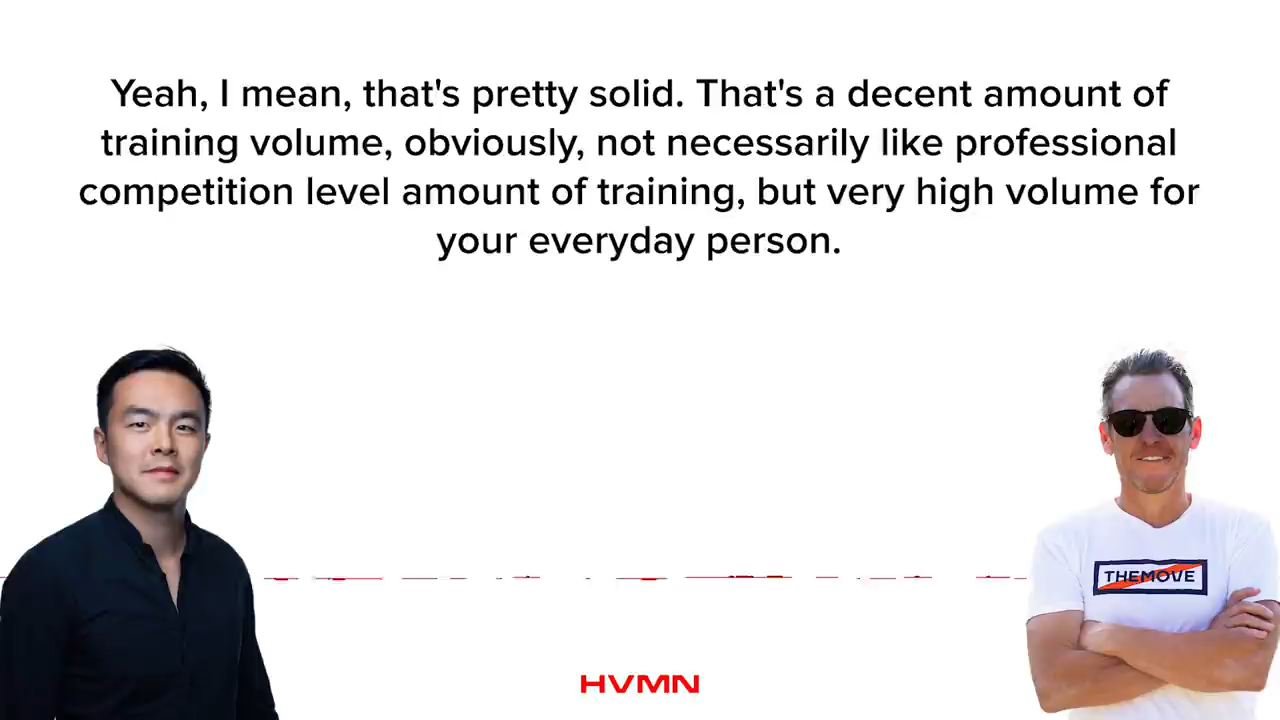 Yeah, I mean, that's pretty solid. That's a decent amount of
training volume, obviously, not necessarily like professional
competition level amount of training, but very high volume for
your everyday person.
THEMOVE
HVMN